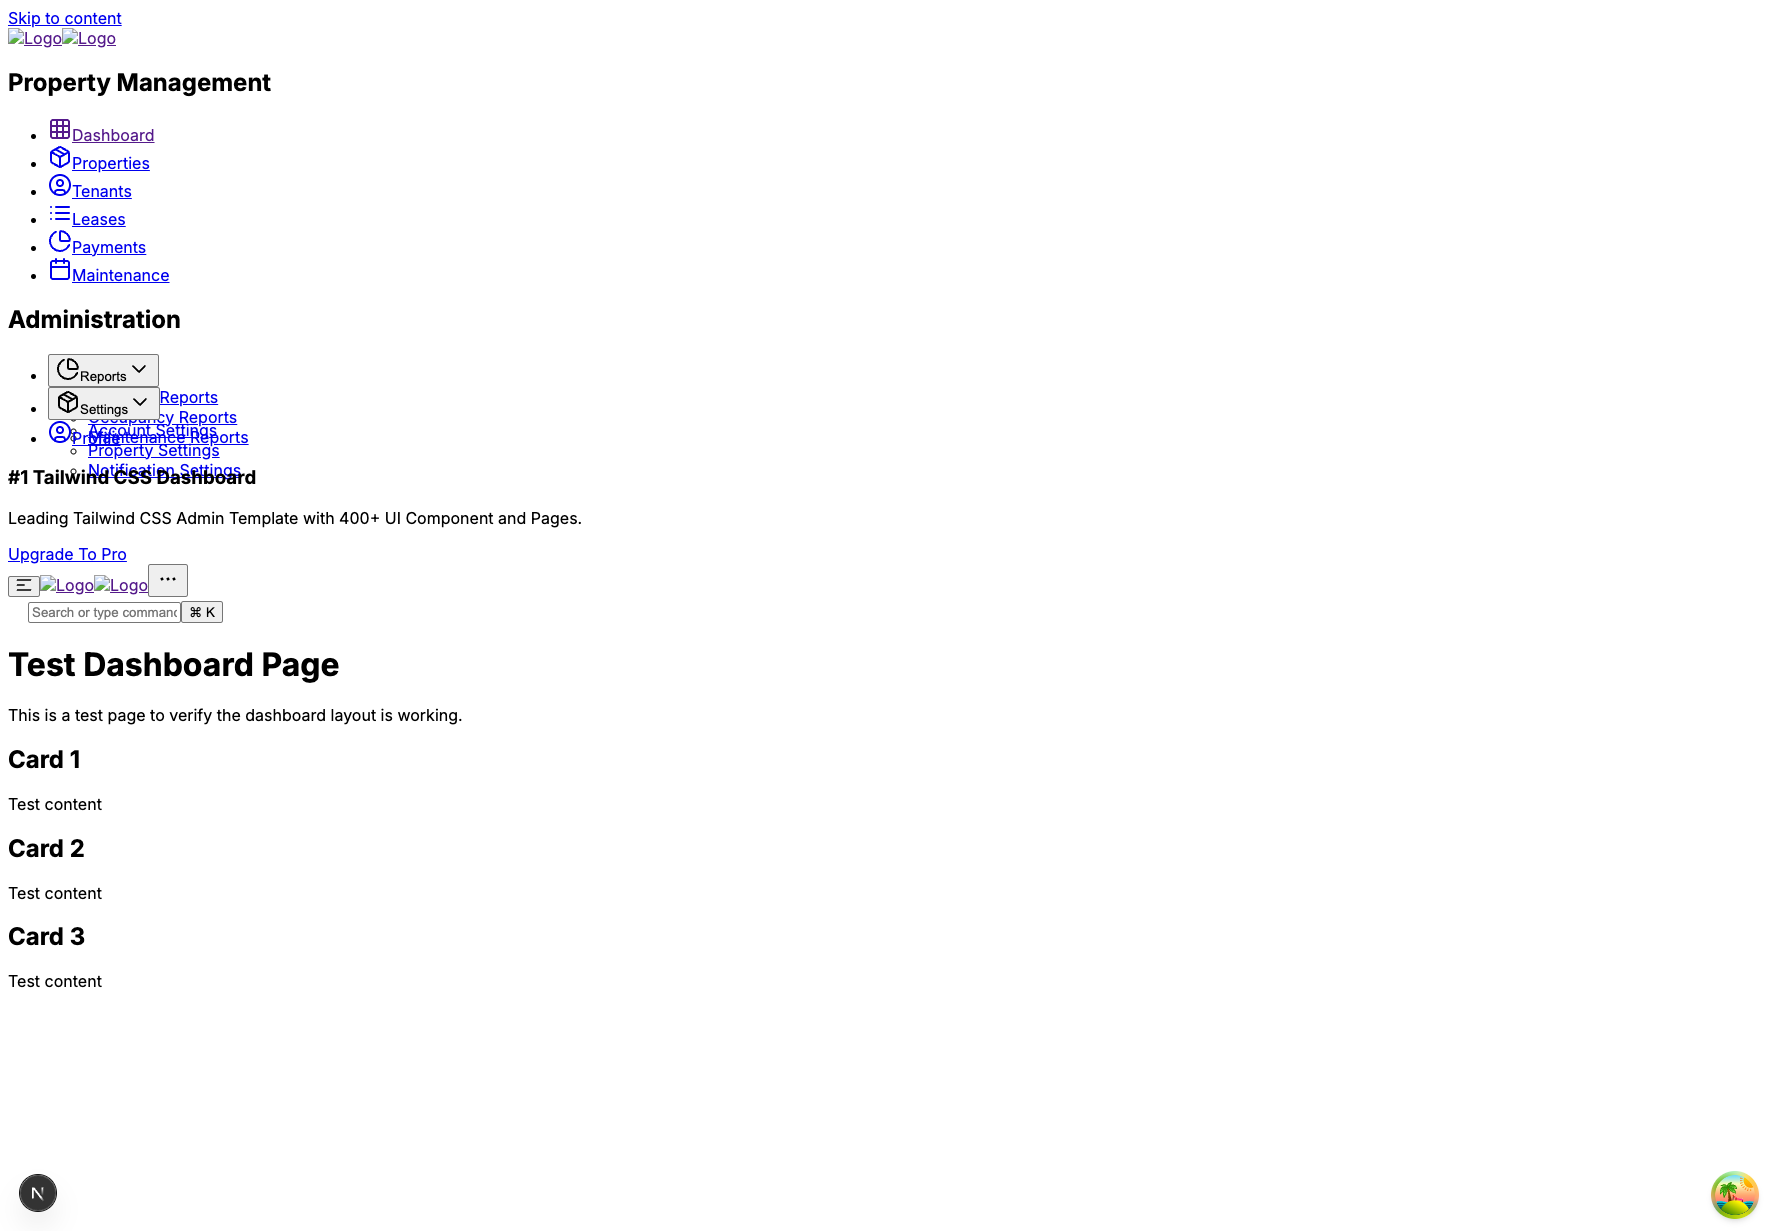 Skip to content
Logo Logo
Property Management
Dashboard
Properties
Tenants
Leases
Payments
Maintenance
Administration
Reports
Reports
Settings
Occupancy Reports
Account Settings
Profile
Maintenance Reports
Property Settings
Notification Settings
#1 Tailwind CSS Dashboard
Leading Tailwind CSS Admin Template with 400+ UI Component and Pages.
Upgrade To Pro
Logo Logo
Search or type command ⌘ K
Test Dashboard Page
This is a test page to verify the dashboard layout is working.
Card 1
Test content
Card 2
Test content
Card 3
Test content
N